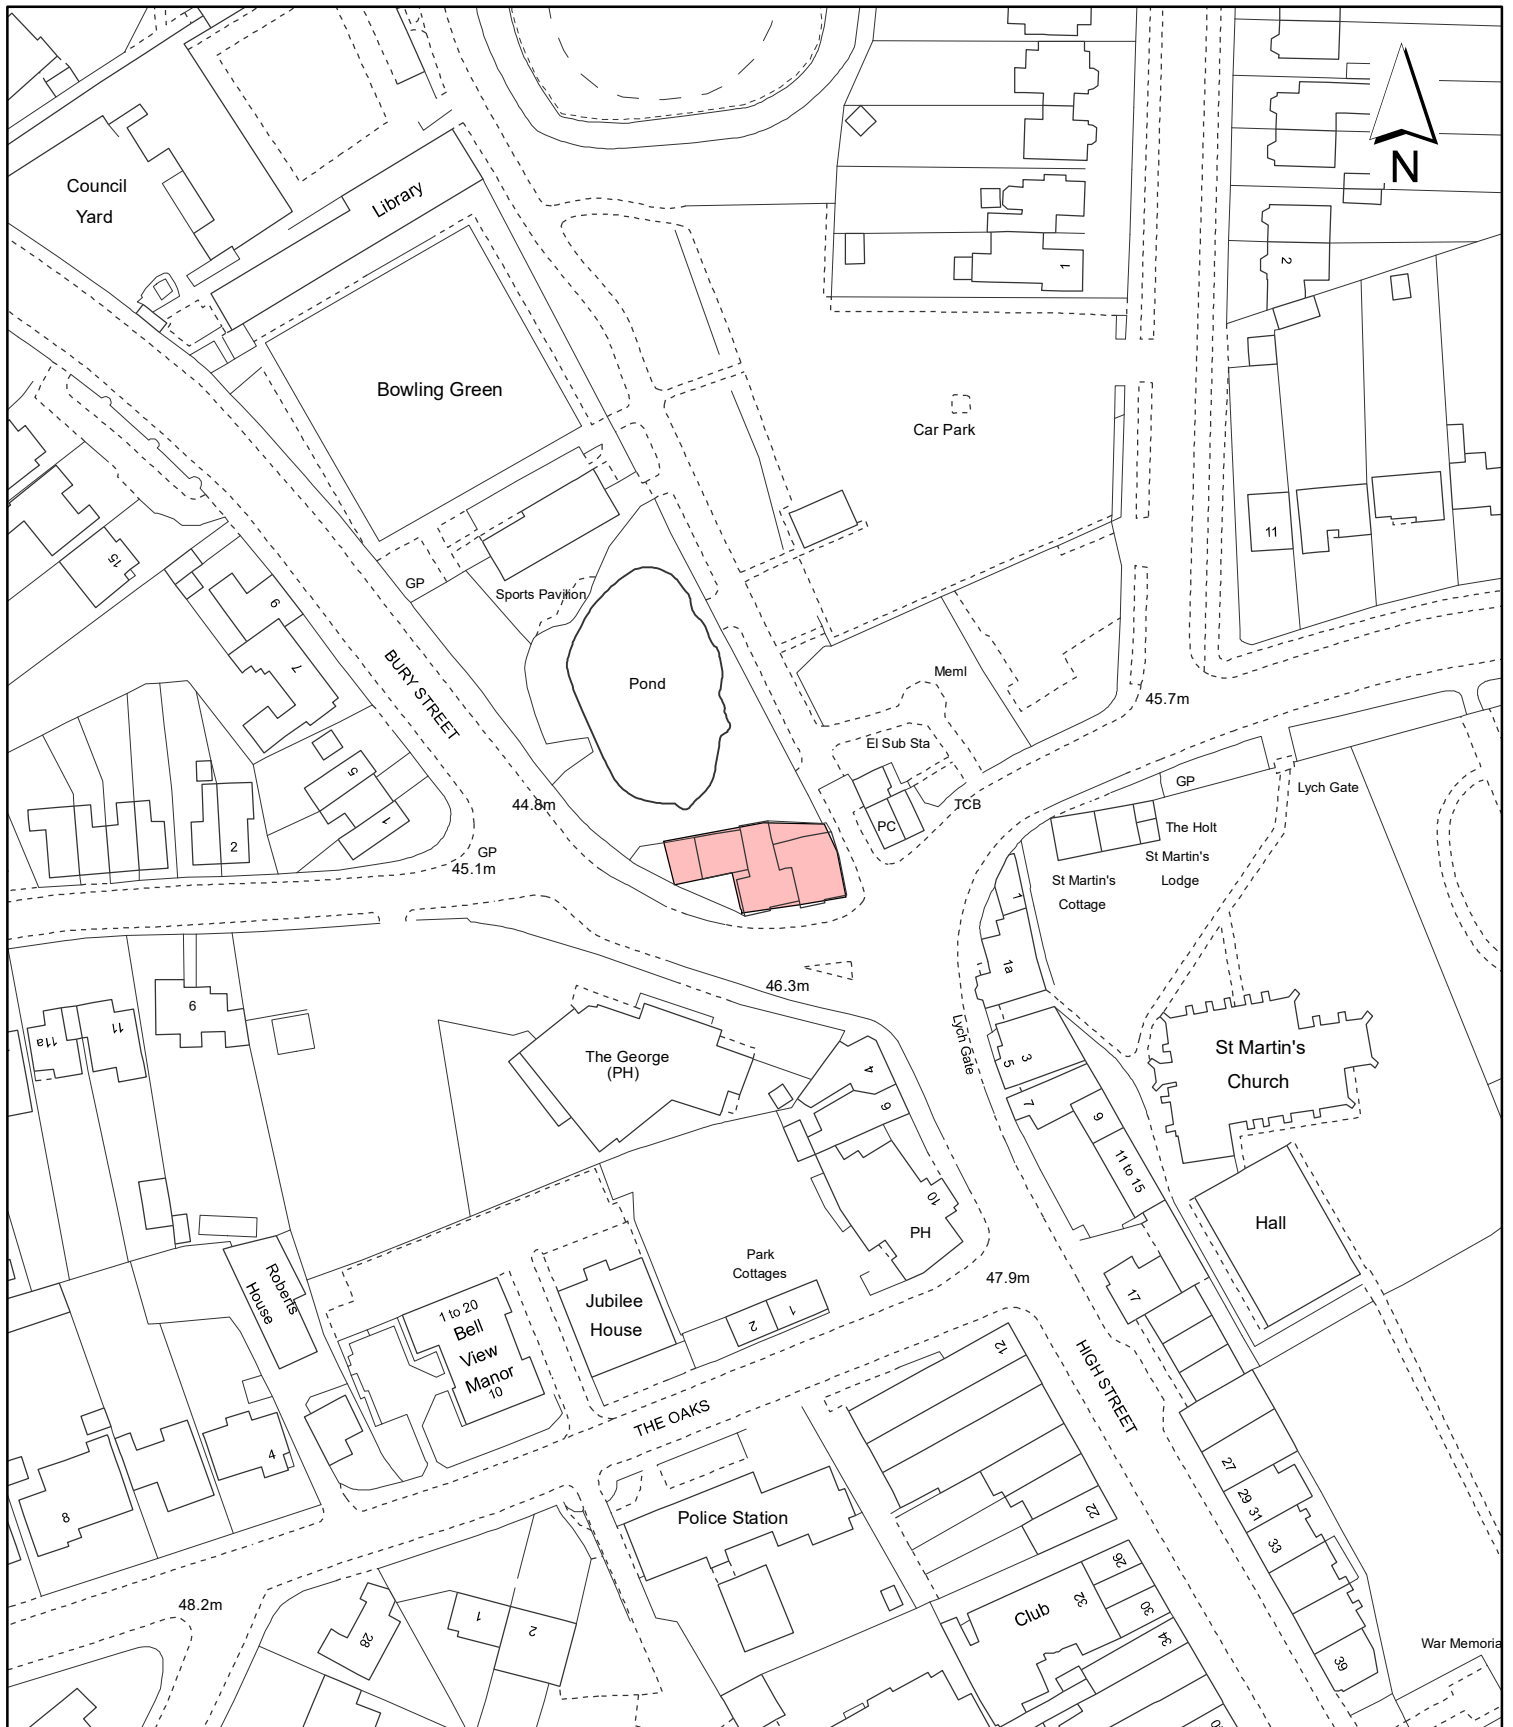 Council
Yard
Library
N
1
2
Bowling Green
Car Park
11
15
GP
Sports Pavilion
9
7
BURY STREET
Pond
Meml
45.7m
El Sub Sta
GP
Lych Gate
TCB
5
1
2
44.8m
PC
The Holt
St Martin's
Lodge
St Martin's
Cottage
GP
45.1m
1
1a
46.3m
6
11
11a
The George
(PH)
Lych Gate
3
5
St Martin's
Church
4
6
7
9
11 to 15
10
PH
Hall
Park
Cottages
47.9m
Roberts
House
1 to 20
Bell
View
Manor
10
Jubilee
House
2
1
17
12
HIGH STREET
THE OAKS
4
8
Police Station
22
27
29
31
33
48.2m
28
1
2
Club
32
26
30
34
39
War Memoria